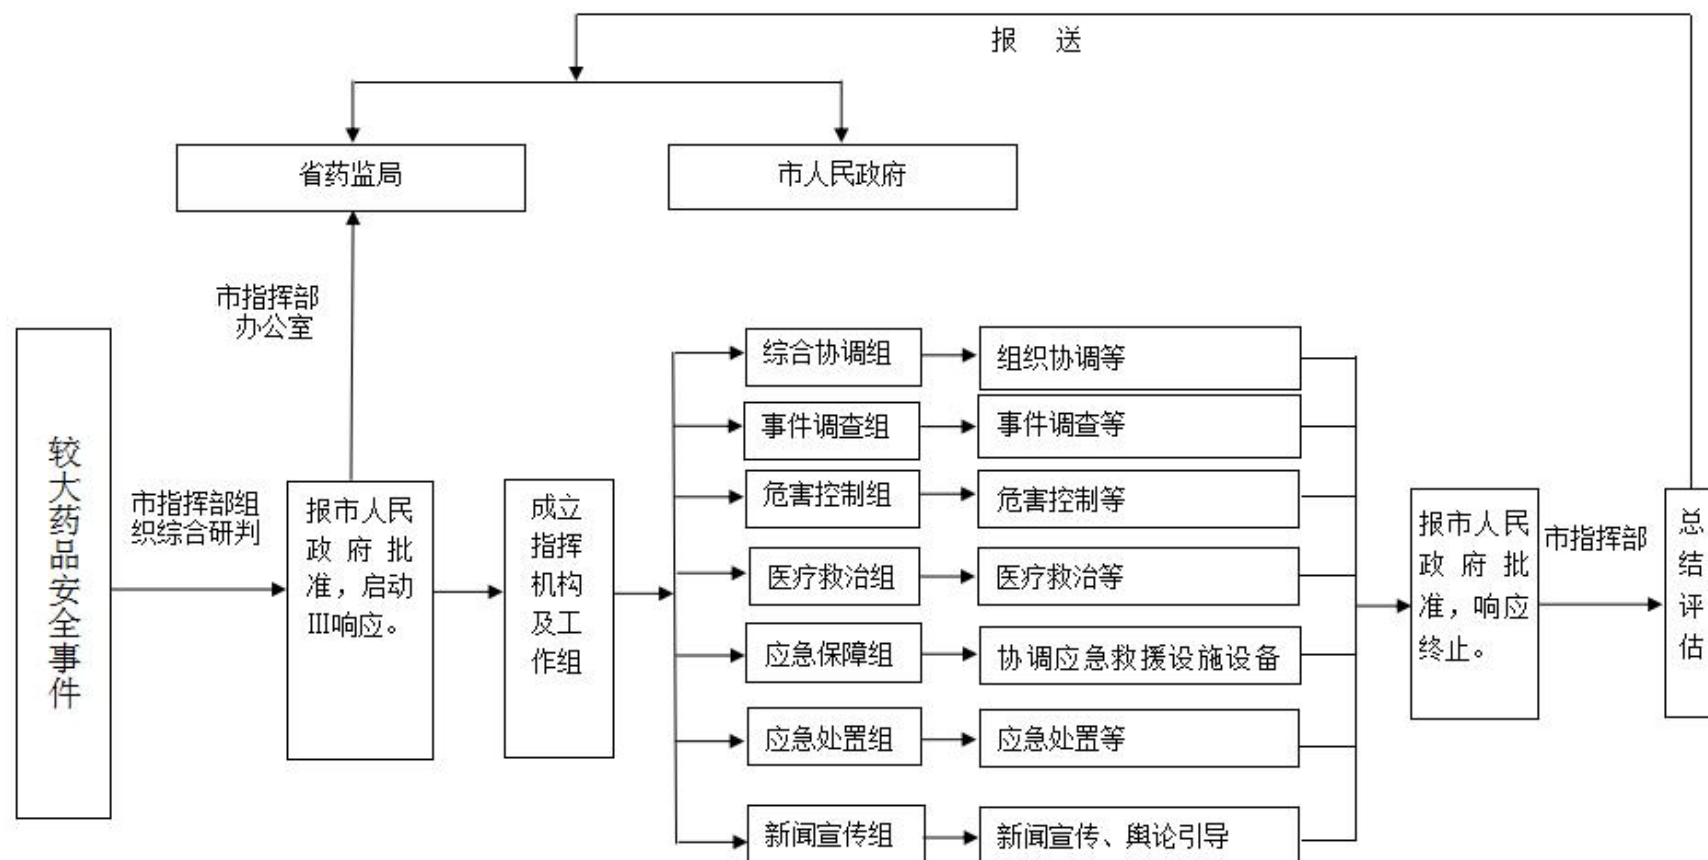 报 送
省药监局
市人民政府
市指挥部
办公室
较大药品安全事件
市指挥部组
织综合研判
报市人民
政府批
准，启动
III响应。
成立
指挥
机构
及工
作组
综合协调组
组织协调等
事件调查组
事件调查等
危害控制组
危害控制等
医疗救治组
医疗救治等
应急保障组
协调应急救援设施设备
应急处置组
应急处置等
新闻宣传组
新闻宣传、舆论引导
报市人民
政府批
准，响应
终止。
市指挥部
总
结
评
估